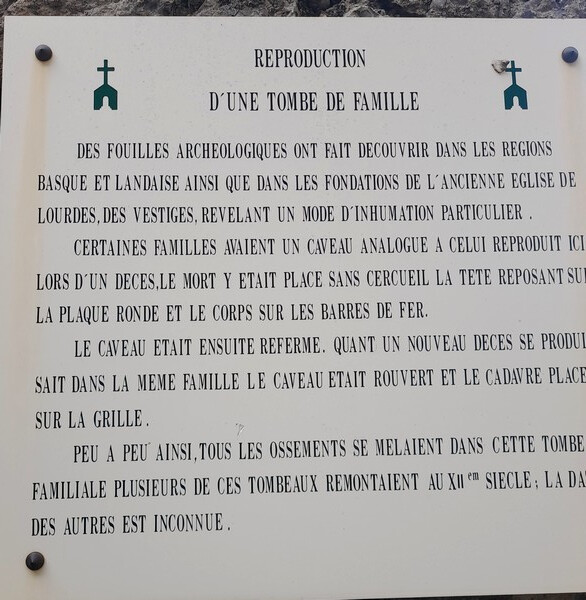 REPRODUCTION
D'UNE TOMBE DE FAMILLE
DES FOUILLES ARCHEOLOGIQUES ONT FAIT DECOUVRIR DANS LES REGIONS
BASQUE ET LANDAISE AINSI QUE DANS LES FONDATIONS DE L'ANCIENNE EGLISE DE
LOURDES, DES VESTIGES, REVELANT UN MODE D'INHUMATION PARTICULIER.
CERTAINES FAMILLES AVAIENT UN CAVEAU ANALOGUE A CELUI REPRODUIT ICI
LORS D'UN DECES, LE MORT Y ETAIT PLACE SANS CERCUEIL LA TETE REPOSANT SUR
LA PLAQUE RONDE ET LE CORPS SUR LES BARRES DE FER.
LE CAVEAU ETAIT ENSUITE REFERME. QUANT UN NOUVEAU DECES SE PRODUI
SAIT DANS LA MEME FAMILLE LE CAVEAU ETAIT ROUVERT ET LE CADAVRE PLACE
SUR LA GRILLE.
PEU A PEU AINSI, TOUS LES OSSEMENTS SE MELAIENT DANS CETTE TOMBE
FAMILIALE PLUSIEURS DE CES TOMBEAUX REMONTAIENT AU XIIem SIECLE; LA DA
DES AUTRES EST INCONNUE.